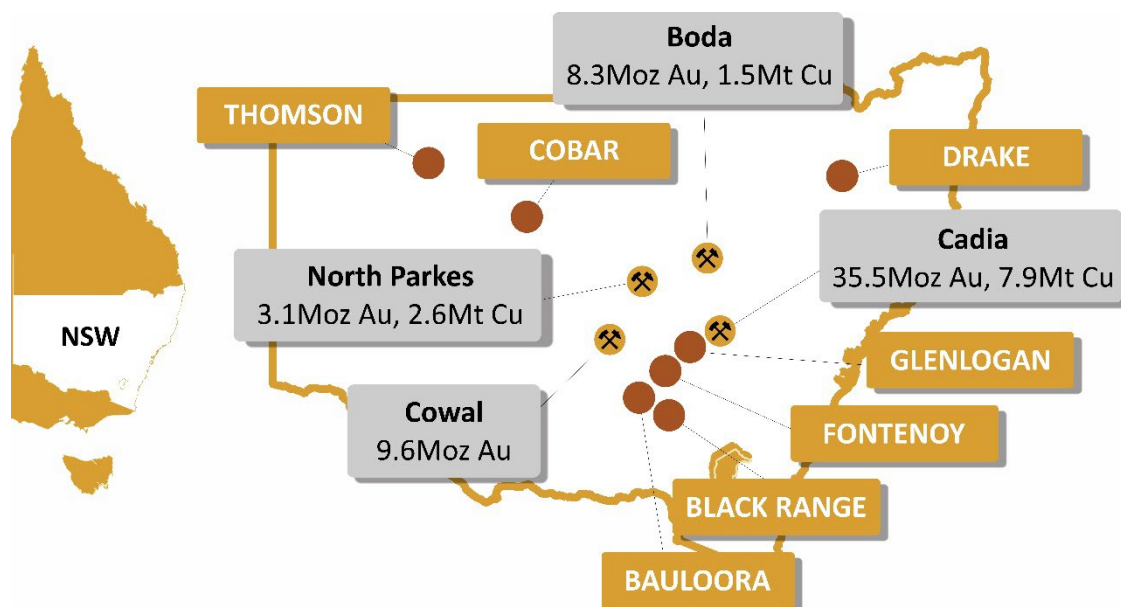 Boda
8.3Moz Au, 1.5Mt Cu
THOMSON
COBAR
DRAKE
Cadia
35.5Moz Au, 7.9Mt Cu
North Parkes
3.1Moz Au, 2.6Mt Cu
NSW
GLENLOGAN
Cowal
9.6Moz Au
FONTENOY
BLACK RANGE
BAULOORA